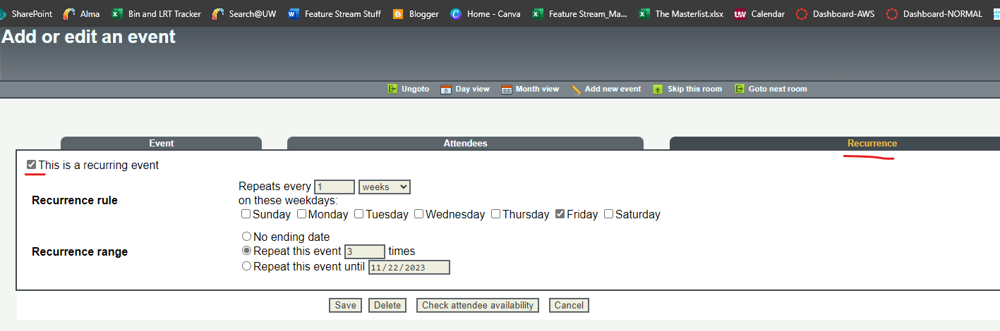 SharePoint Alma Bin and LRT Tracker Search@UW Feature Stream Stuff Blogger Home - Canva Feature Stream_Ma... The Masterlist.xlsx UW Calendar Dashboard-AWS Dashboard-NORMAL
Add or edit an event
Ungoto Day view Month view Add new event Skip this room Goto next room
Event Attendees Recurrence
This is a recurring event
Recurrence rule
Repeats every 1 weeks
on these weekdays:
Sunday Monday Tuesday Wednesday Thursday Friday Saturday
Recurrence range
No ending date
Repeat this event 3 times
Repeat this event until 11/22/2023
Save Delete Check attendee availability Cancel